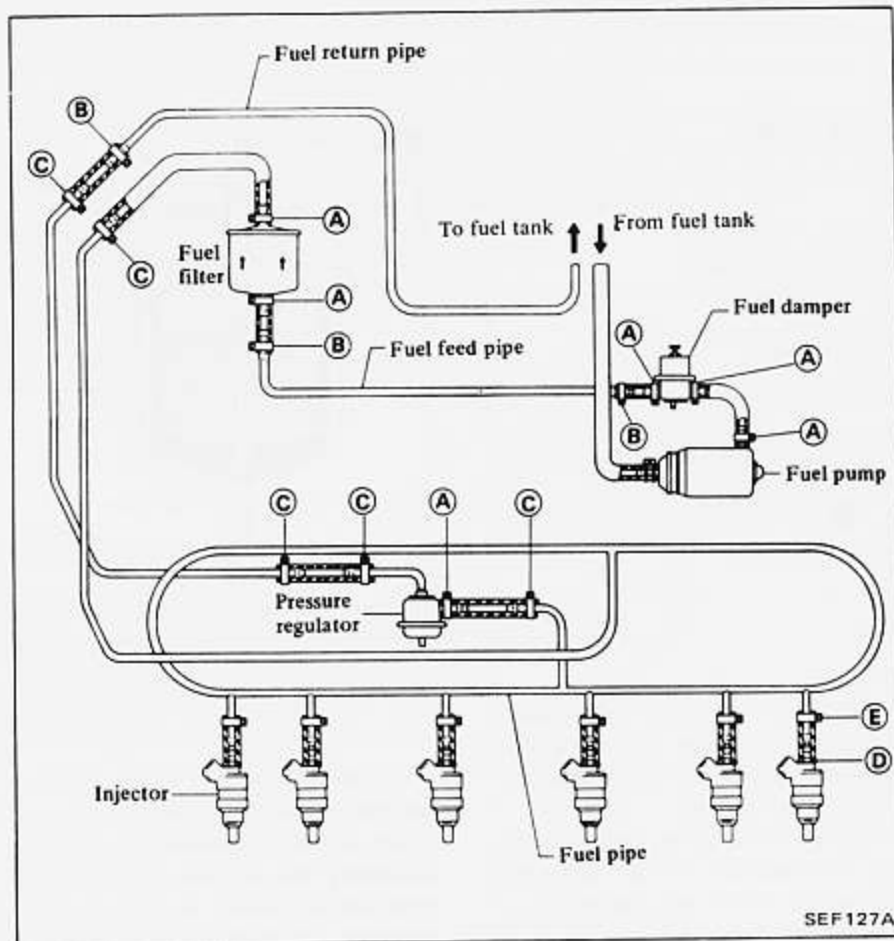 Fuel return pipe
B
C
C
A
Fuel
filter
A
B
To fuel tank
From fuel tank
Fuel damper
A
A
Fuel feed pipe
B
A
Fuel pump
C
C
A
C
Pressure
regulator
E
D
Injector
Fuel pipe
SEF127A